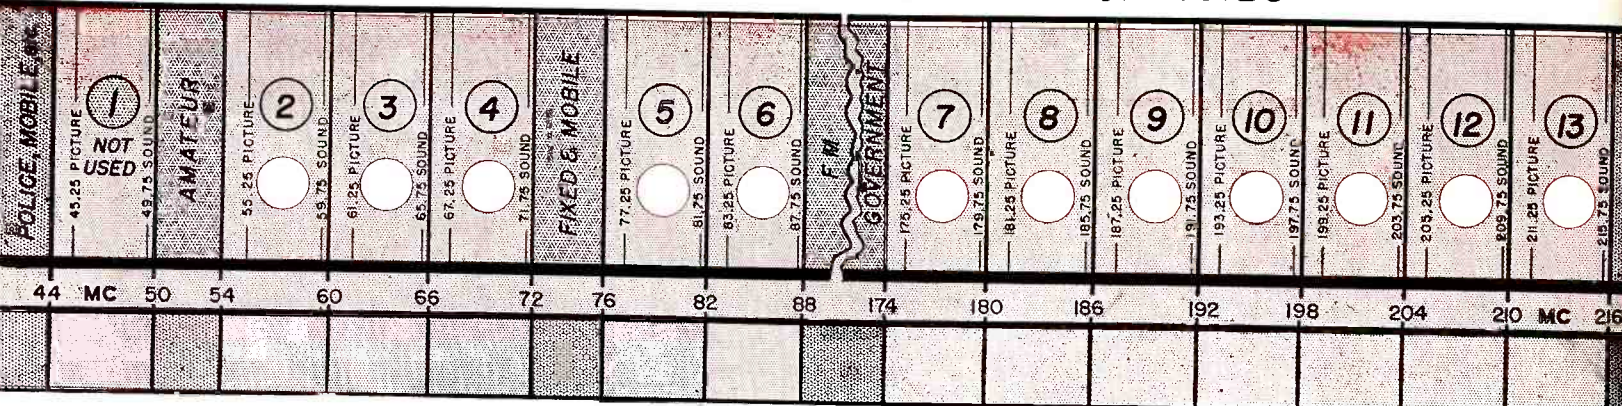 POLICE, MOBILE, etc.
45.25 PICTURE
1
NOT
USED
49.75 SOUND
AMATEUR
55.25 PICTURE
2
59.75 SOUND
61.25 PICTURE
3
65.75 SOUND
67.25 PICTURE
4
71.75 SOUND
FIXED & MOBILE
77.25 PICTURE
5
81.75 SOUND
83.25 PICTURE
6
87.75 SOUND
FM
GOVERNMENT
175.25 PICTURE
7
179.75 SOUND
181.25 PICTURE
8
185.75 SOUND
187.25 PICTURE
9
191.75 SOUND
193.25 PICTURE
10
197.75 SOUND
199.25 PICTURE
11
203.75 SOUND
205.25 PICTURE
12
209.75 SOUND
211.25 PICTURE
13
215.75 SOUND
44 MC 50 54 60 66 72 76 82 88 174 180 186 192 198 204 210 MC 216